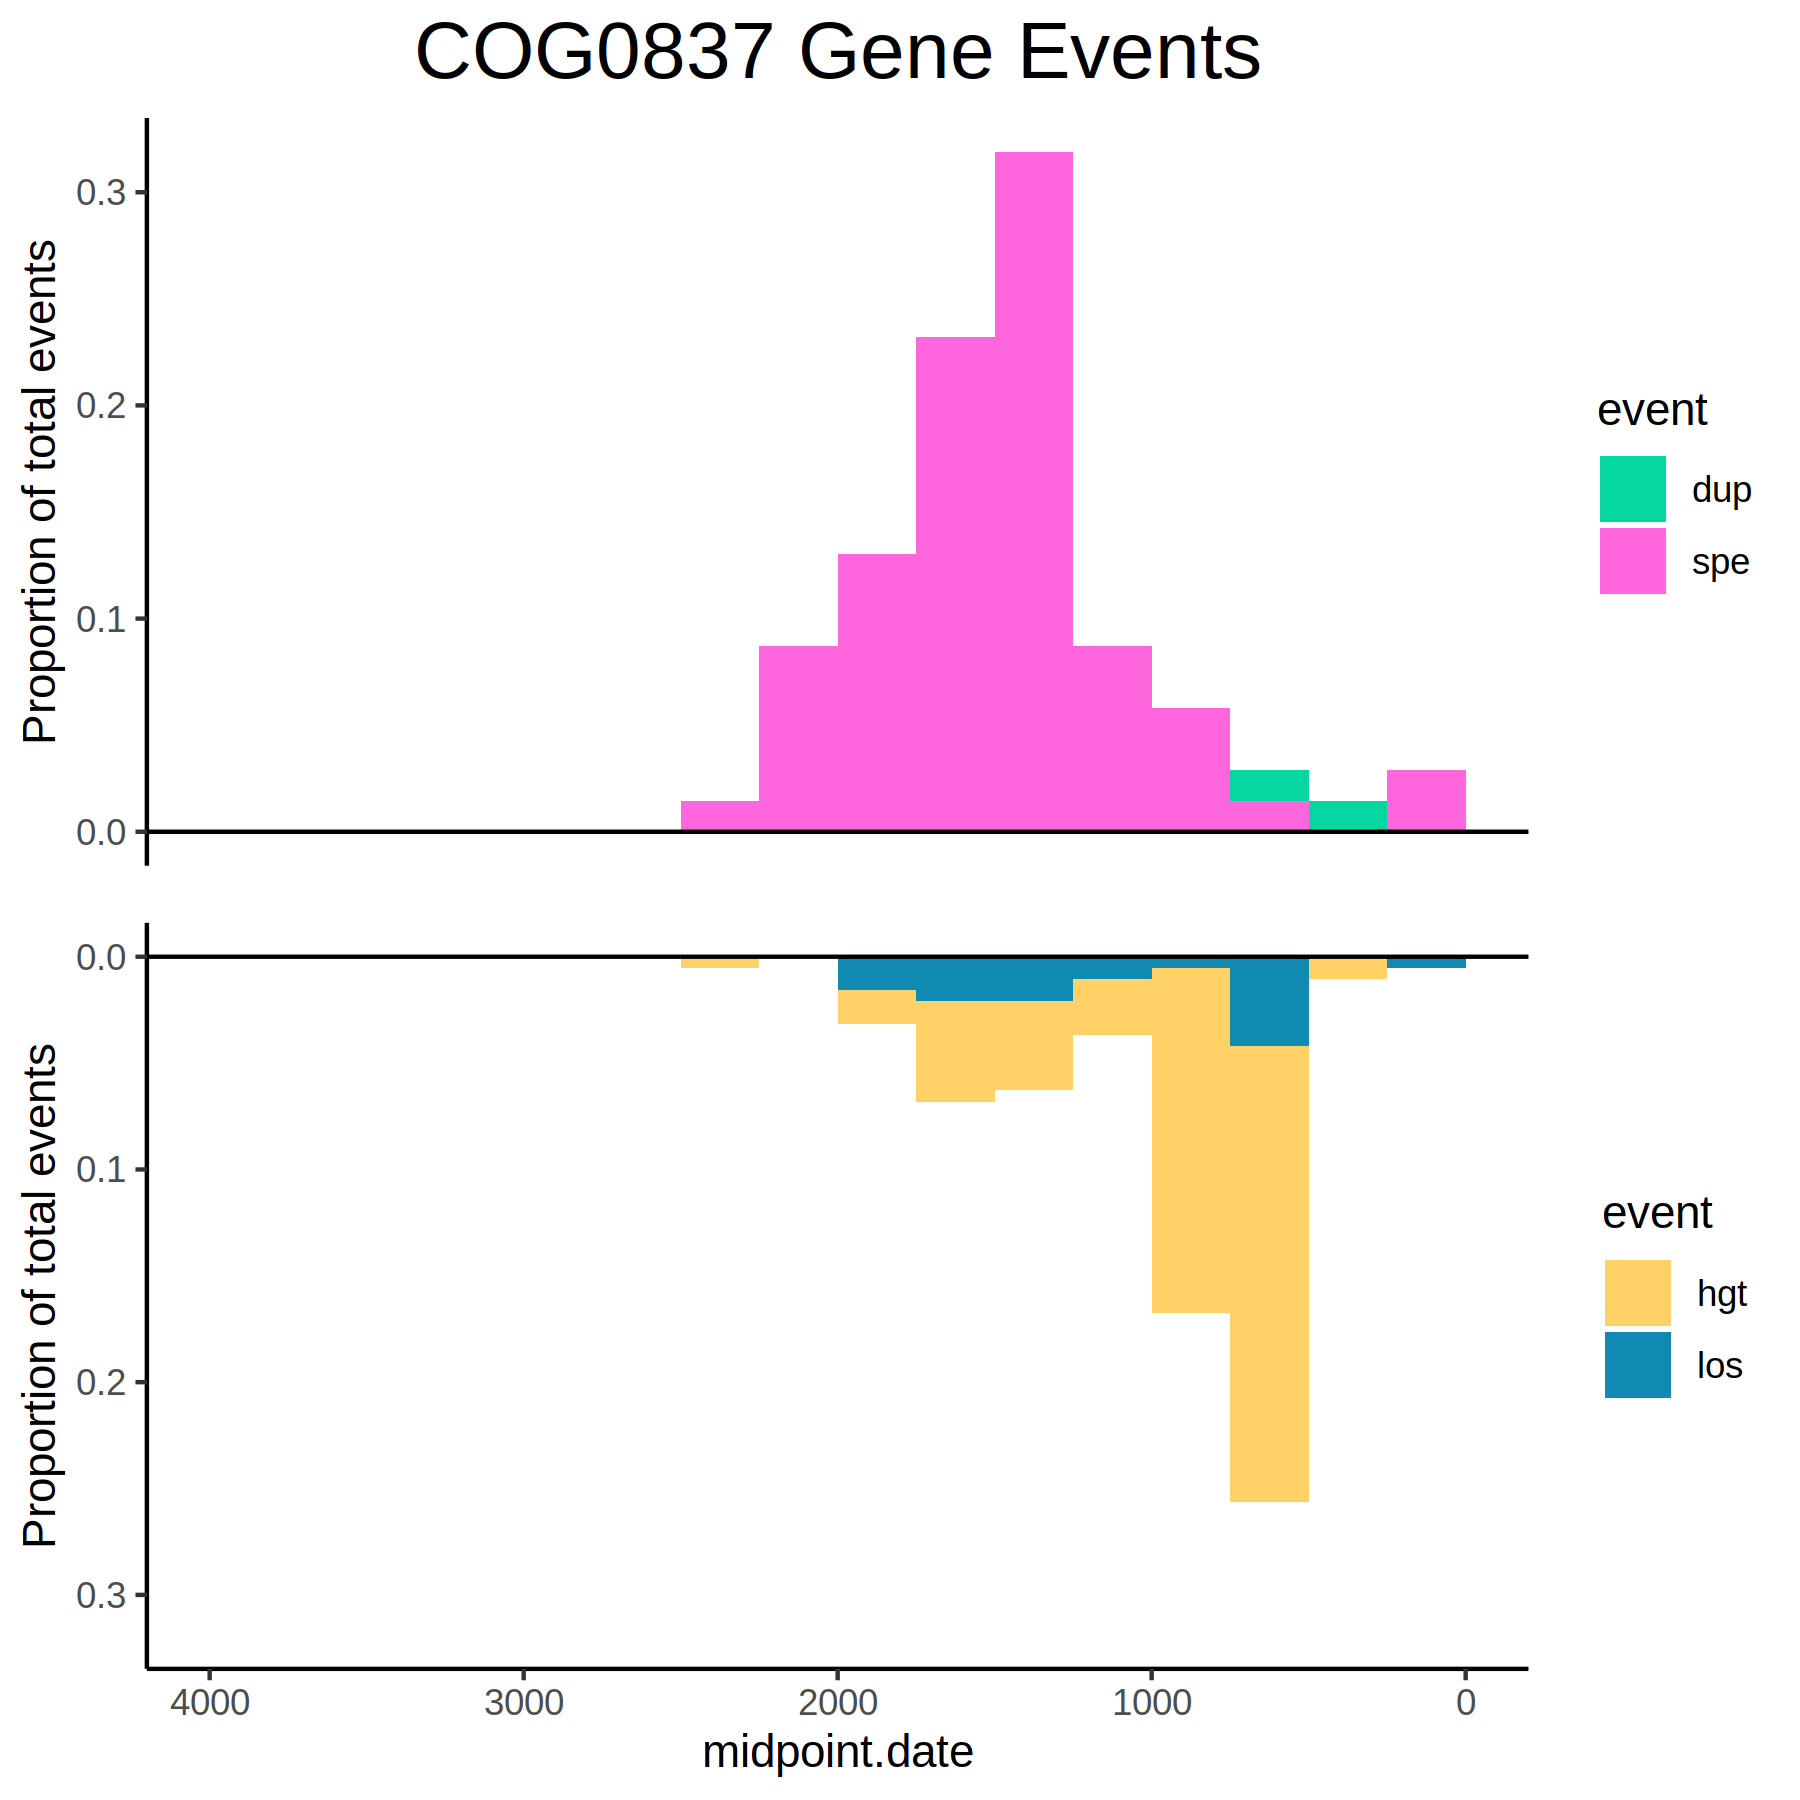 COG0837 Gene Events
Proportion of total events
0.3
0.2
0.1
0.0
event
dup
spe
Proportion of total events
0.0
0.1
0.2
0.3
event
hgt
los
4000 3000 2000 1000 0
midpoint.date